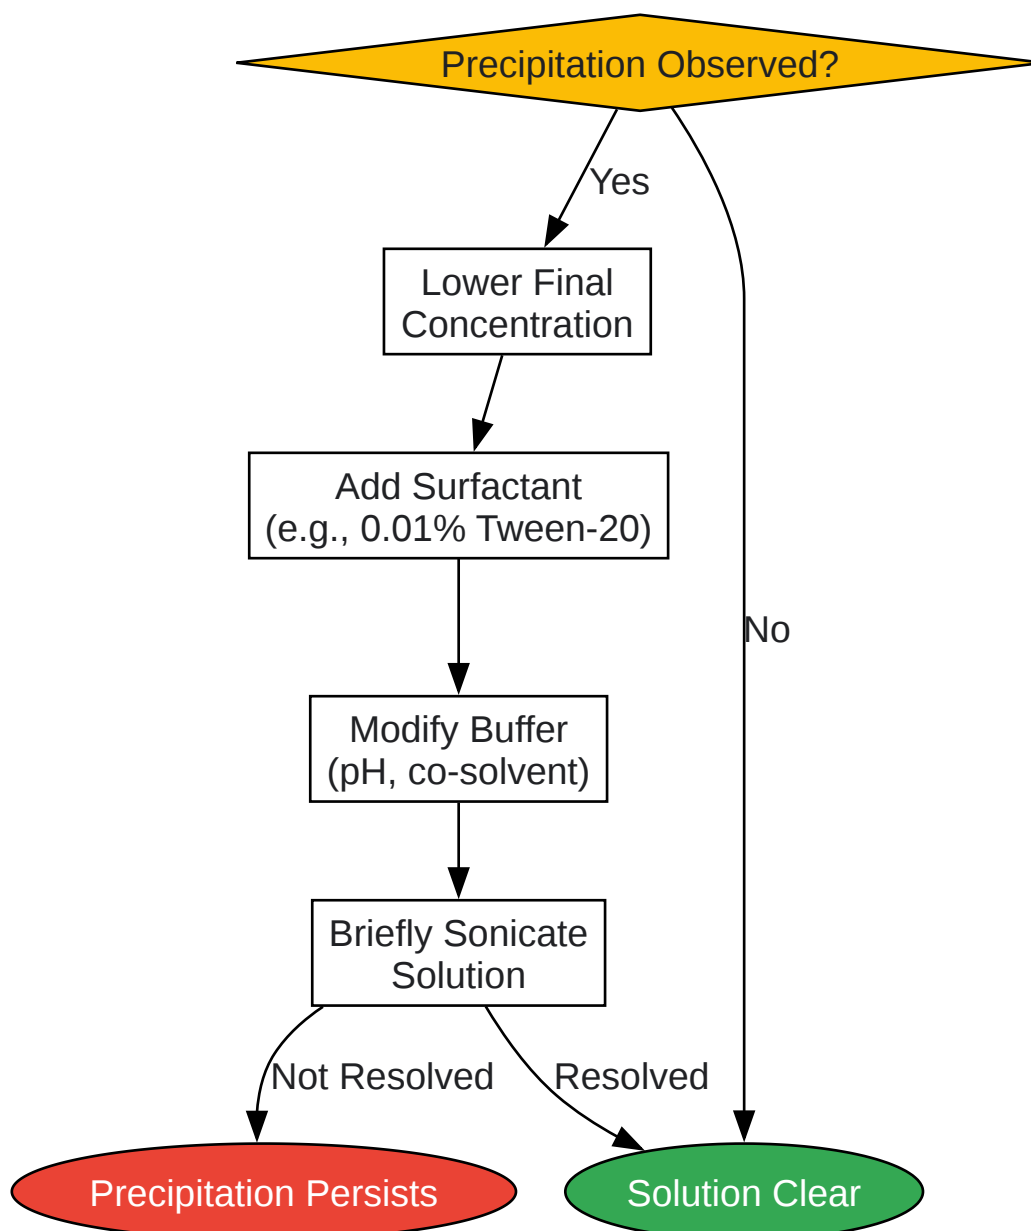 Precipitation Observed?
Yes
Lower Final
Concentration
Add Surfactant
(e.g., 0.01% Tween-20)
No
Modify Buffer
(pH, co-solvent)
Briefly Sonicate
Solution
Not Resolved
Resolved
Precipitation Persists
Solution Clear